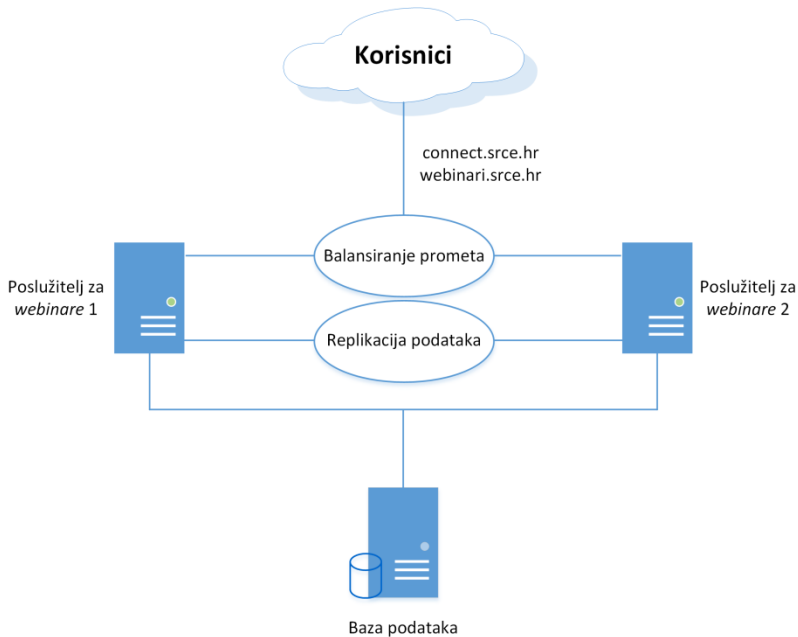 Korisnici
connect.srce.hr
webinari.srce.hr
Balansiranje prometa
Poslužitelj za
webinare 1
Poslužitelj za
webinare 2
Replikacija podataka
Baza podataka